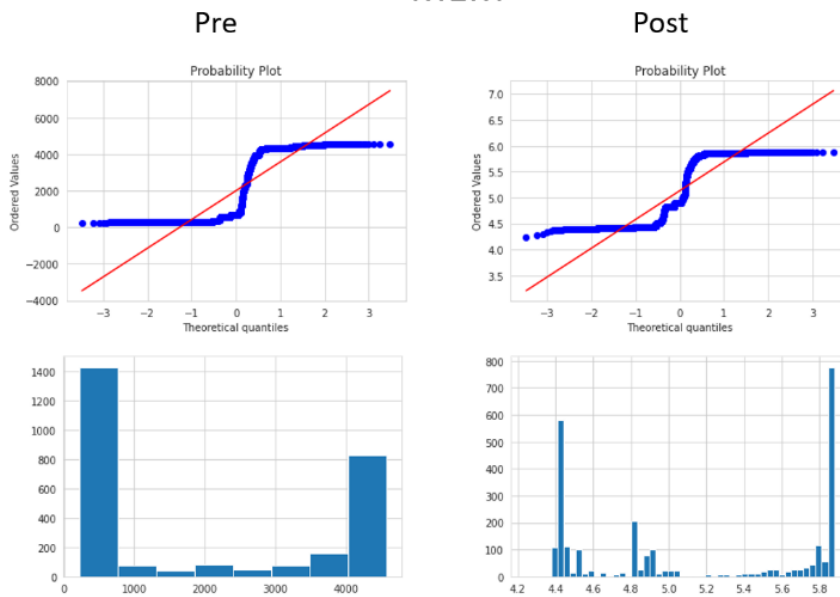 Pre
Post
Probability Plot
8000
6000
4000
2000
0
−2000
−4000
Ordered Values
−3 −2 −1 0 1 2 3
Theoretical quantiles
Probability Plot
7.0
6.5
6.0
5.5
5.0
4.5
4.0
3.5
Ordered Values
−3 −2 −1 0 1 2 3
Theoretical quantiles
1400
1200
1000
800
600
400
200
0
0 1000 2000 3000 4000
800
700
600
500
400
300
200
100
0
4.2 4.4 4.6 4.8 5.0 5.2 5.4 5.6 5.8